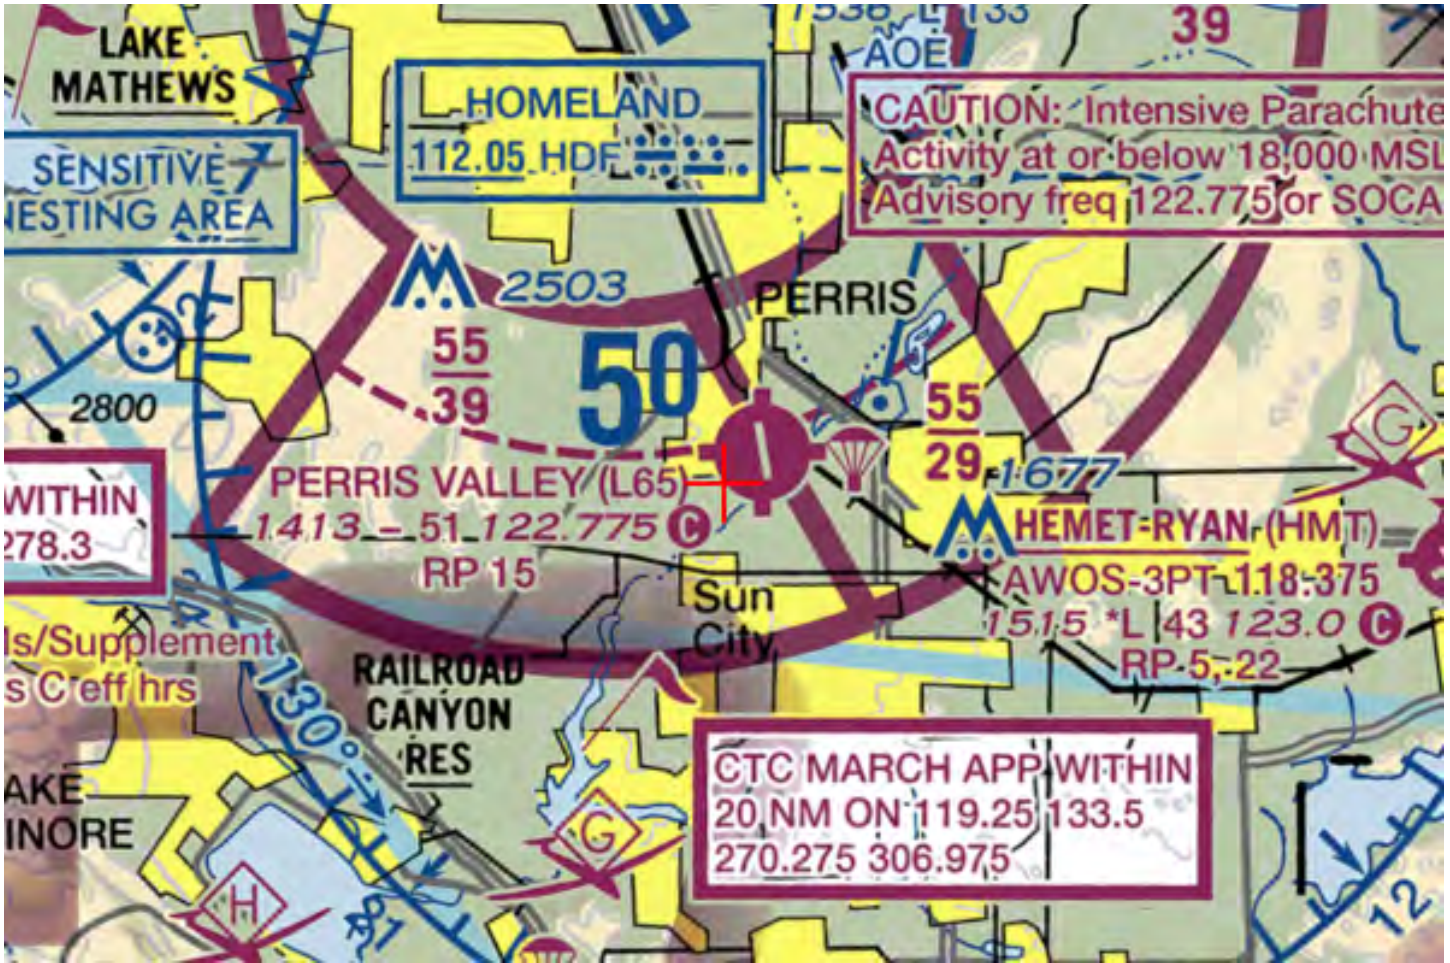 1536 L 133
39
AOE
LAKE
MATHEWS
HOMELAND
112.05 HDF
CAUTION: Intensive Parachute
Activity at or below 18,000 MSL
Advisory freq 122.775 or SOCA
SENSITIVE
NESTING AREA
2503
PERRIS
12
55
39
50
5
55
29
2800
G
1677
WITHIN
278.3
PERRIS VALLEY (L65)
1413 – 51 122.775 C
RP 15
HEMET-RYAN (HMT)
AWOS-3PT 118.375
1515 *L 43 123.0 C
RP 5, 22
Sun
City
ls/Supplement
s C eff hrs
130°
RAILROAD
CANYON
RES
CTC MARCH APP WITHIN
20 NM ON 119.25 133.5
270.275 306.975
AKE
INORE
G
H
12